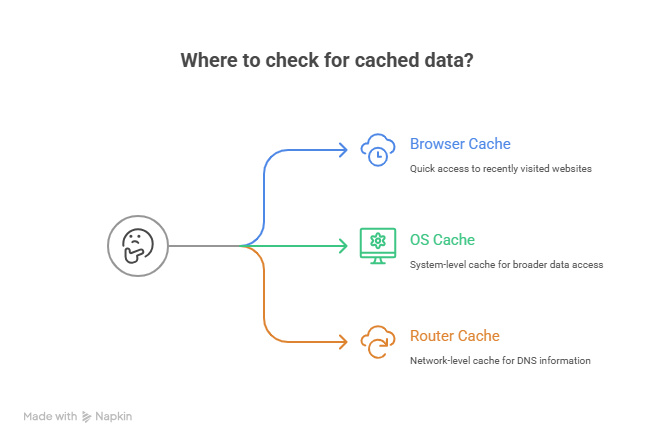 Where to check for cached data?
Browser Cache
Quick access to recently visited websites
OS Cache
System-level cache for broader data access
Router Cache
Network-level cache for DNS information
Made with Napkin